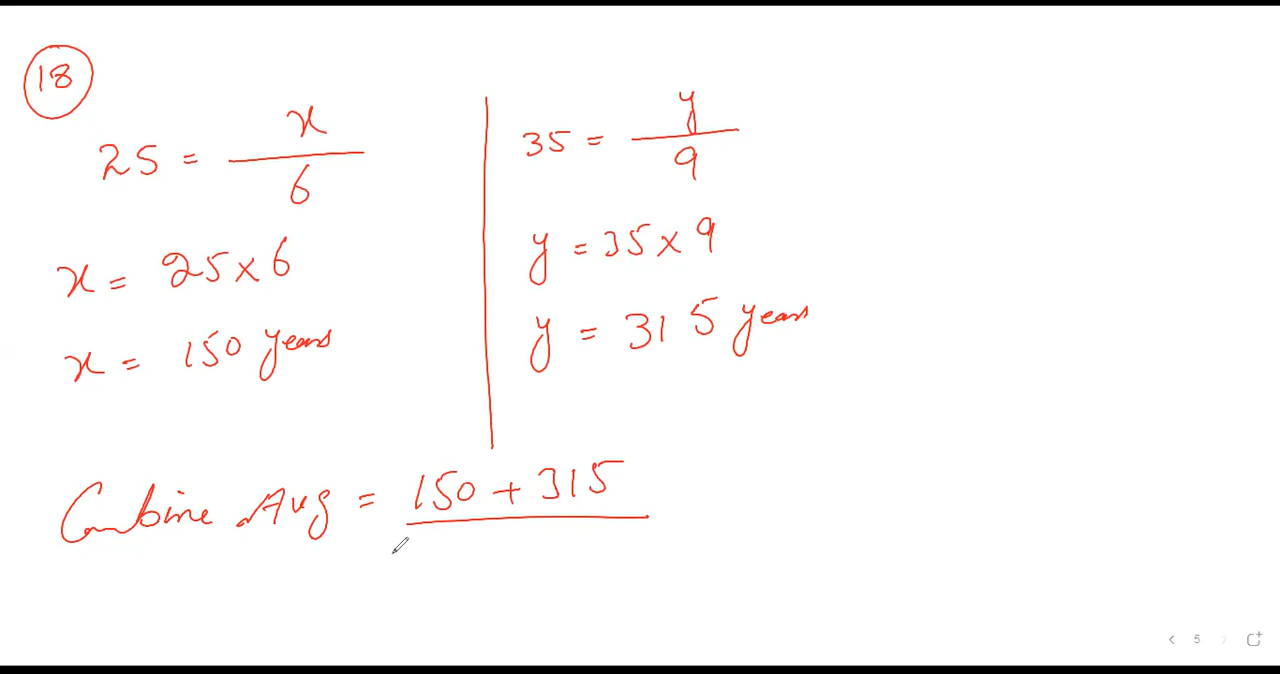 18
25 = x / 6
x = 25 x 6
x = 150 years
35 = y / 9
y = 35 x 9
y = 315 years
Combine Avg = 150 + 315
5